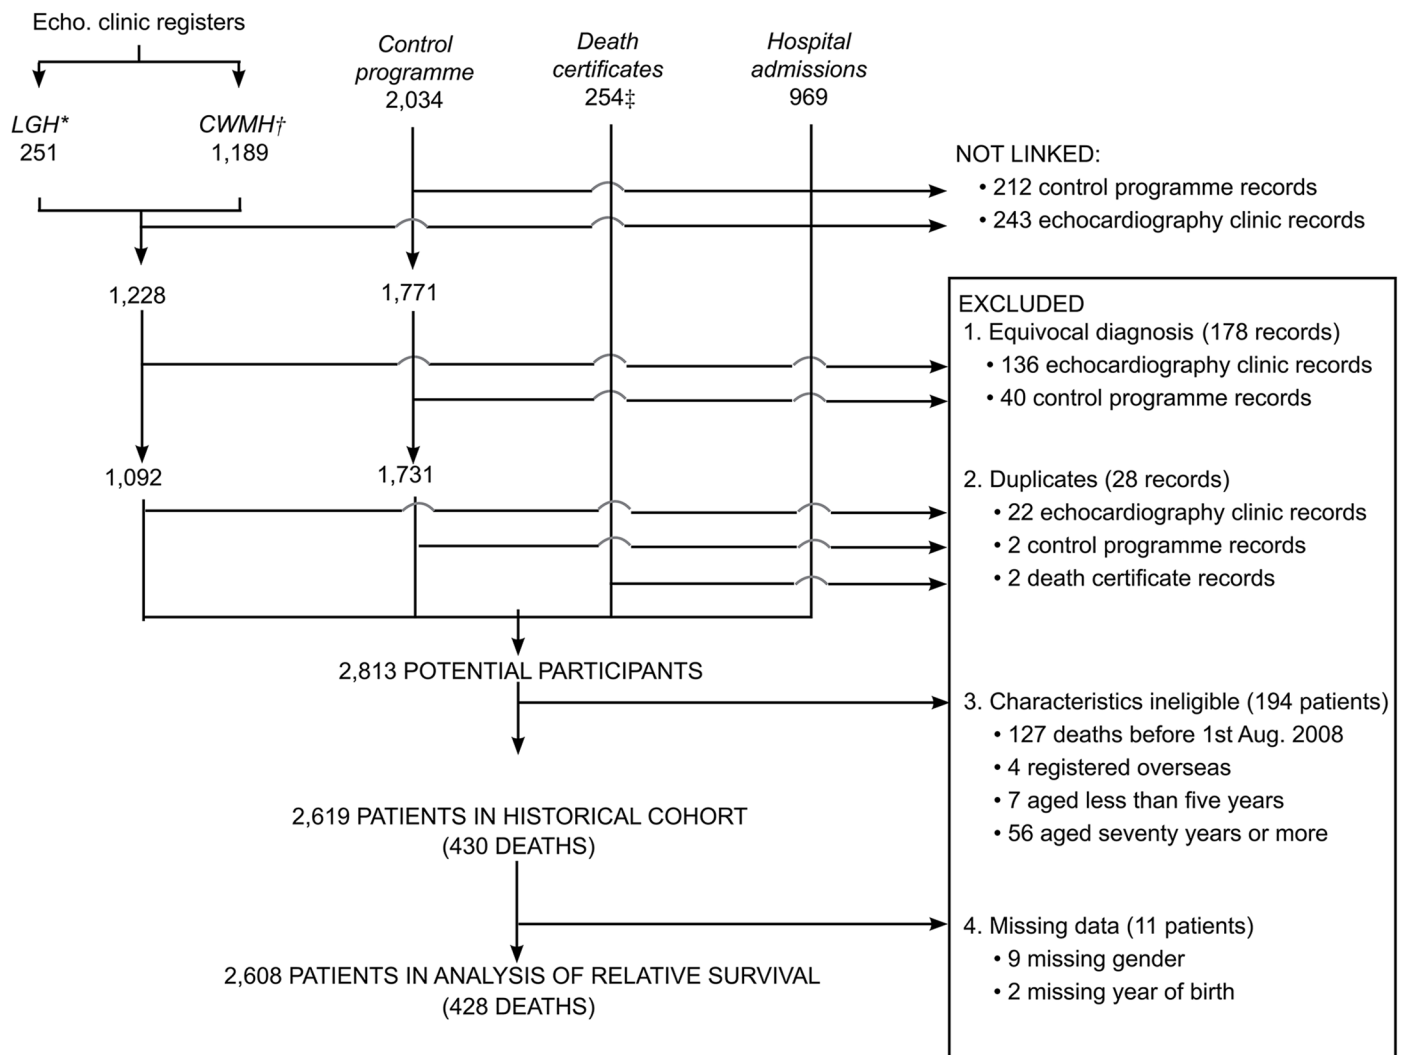 Echo. clinic registers
Control
programme
2,034
Death
certificates
254‡
Hospital
admissions
969
LGH*
251
CWMH†
1,189
NOT LINKED:
• 212 control programme records
• 243 echocardiography clinic records
1,228
1,771
EXCLUDED
1. Equivocal diagnosis (178 records)
• 136 echocardiography clinic records
• 40 control programme records
1,092
1,731
2. Duplicates (28 records)
• 22 echocardiography clinic records
• 2 control programme records
• 2 death certificate records
2,813 POTENTIAL PARTICIPANTS
3. Characteristics ineligible (194 patients)
• 127 deaths before 1st Aug. 2008
• 4 registered overseas
• 7 aged less than five years
• 56 aged seventy years or more
2,619 PATIENTS IN HISTORICAL COHORT
(430 DEATHS)
4. Missing data (11 patients)
• 9 missing gender
• 2 missing year of birth
2,608 PATIENTS IN ANALYSIS OF RELATIVE SURVIVAL
(428 DEATHS)